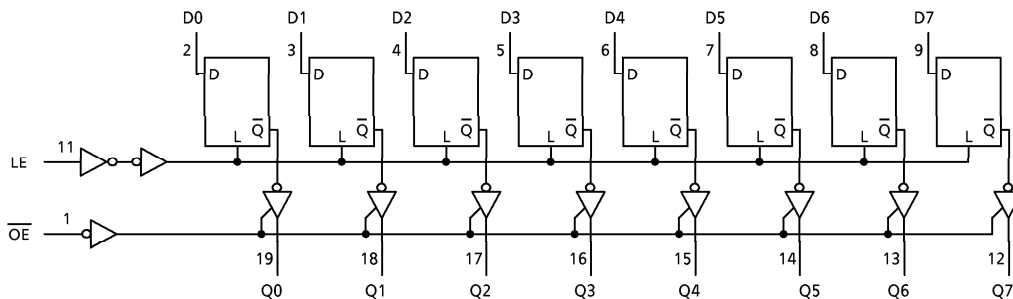 D0 D1 D2 D3 D4 D5 D6 D7
2 3 4 5 6 7 8 9
D D D D D D D D
Q̅ Q̅ Q̅ Q̅ Q̅ Q̅ Q̅ Q̅
L L L L L L L L
LE 11
O̅E̅ 1
19 18 17 16 15 14 13 12
Q0 Q1 Q2 Q3 Q4 Q5 Q6 Q7